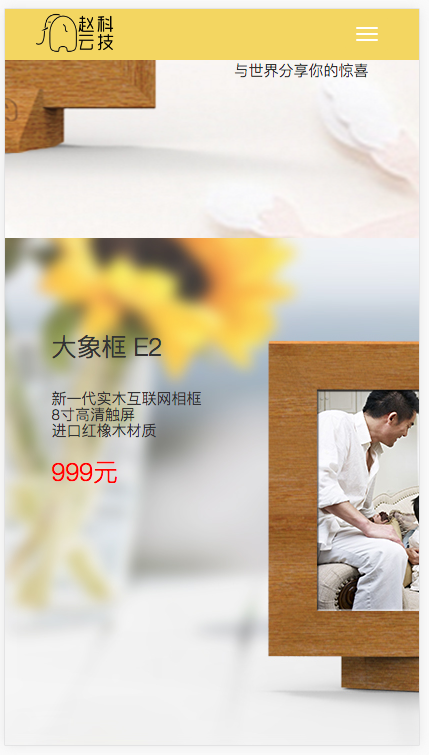 赵科
云技
与世界分享你的惊喜
大象框 E2
新一代实木互联网相框
8寸高清触屏
进口红橡木材质
999元